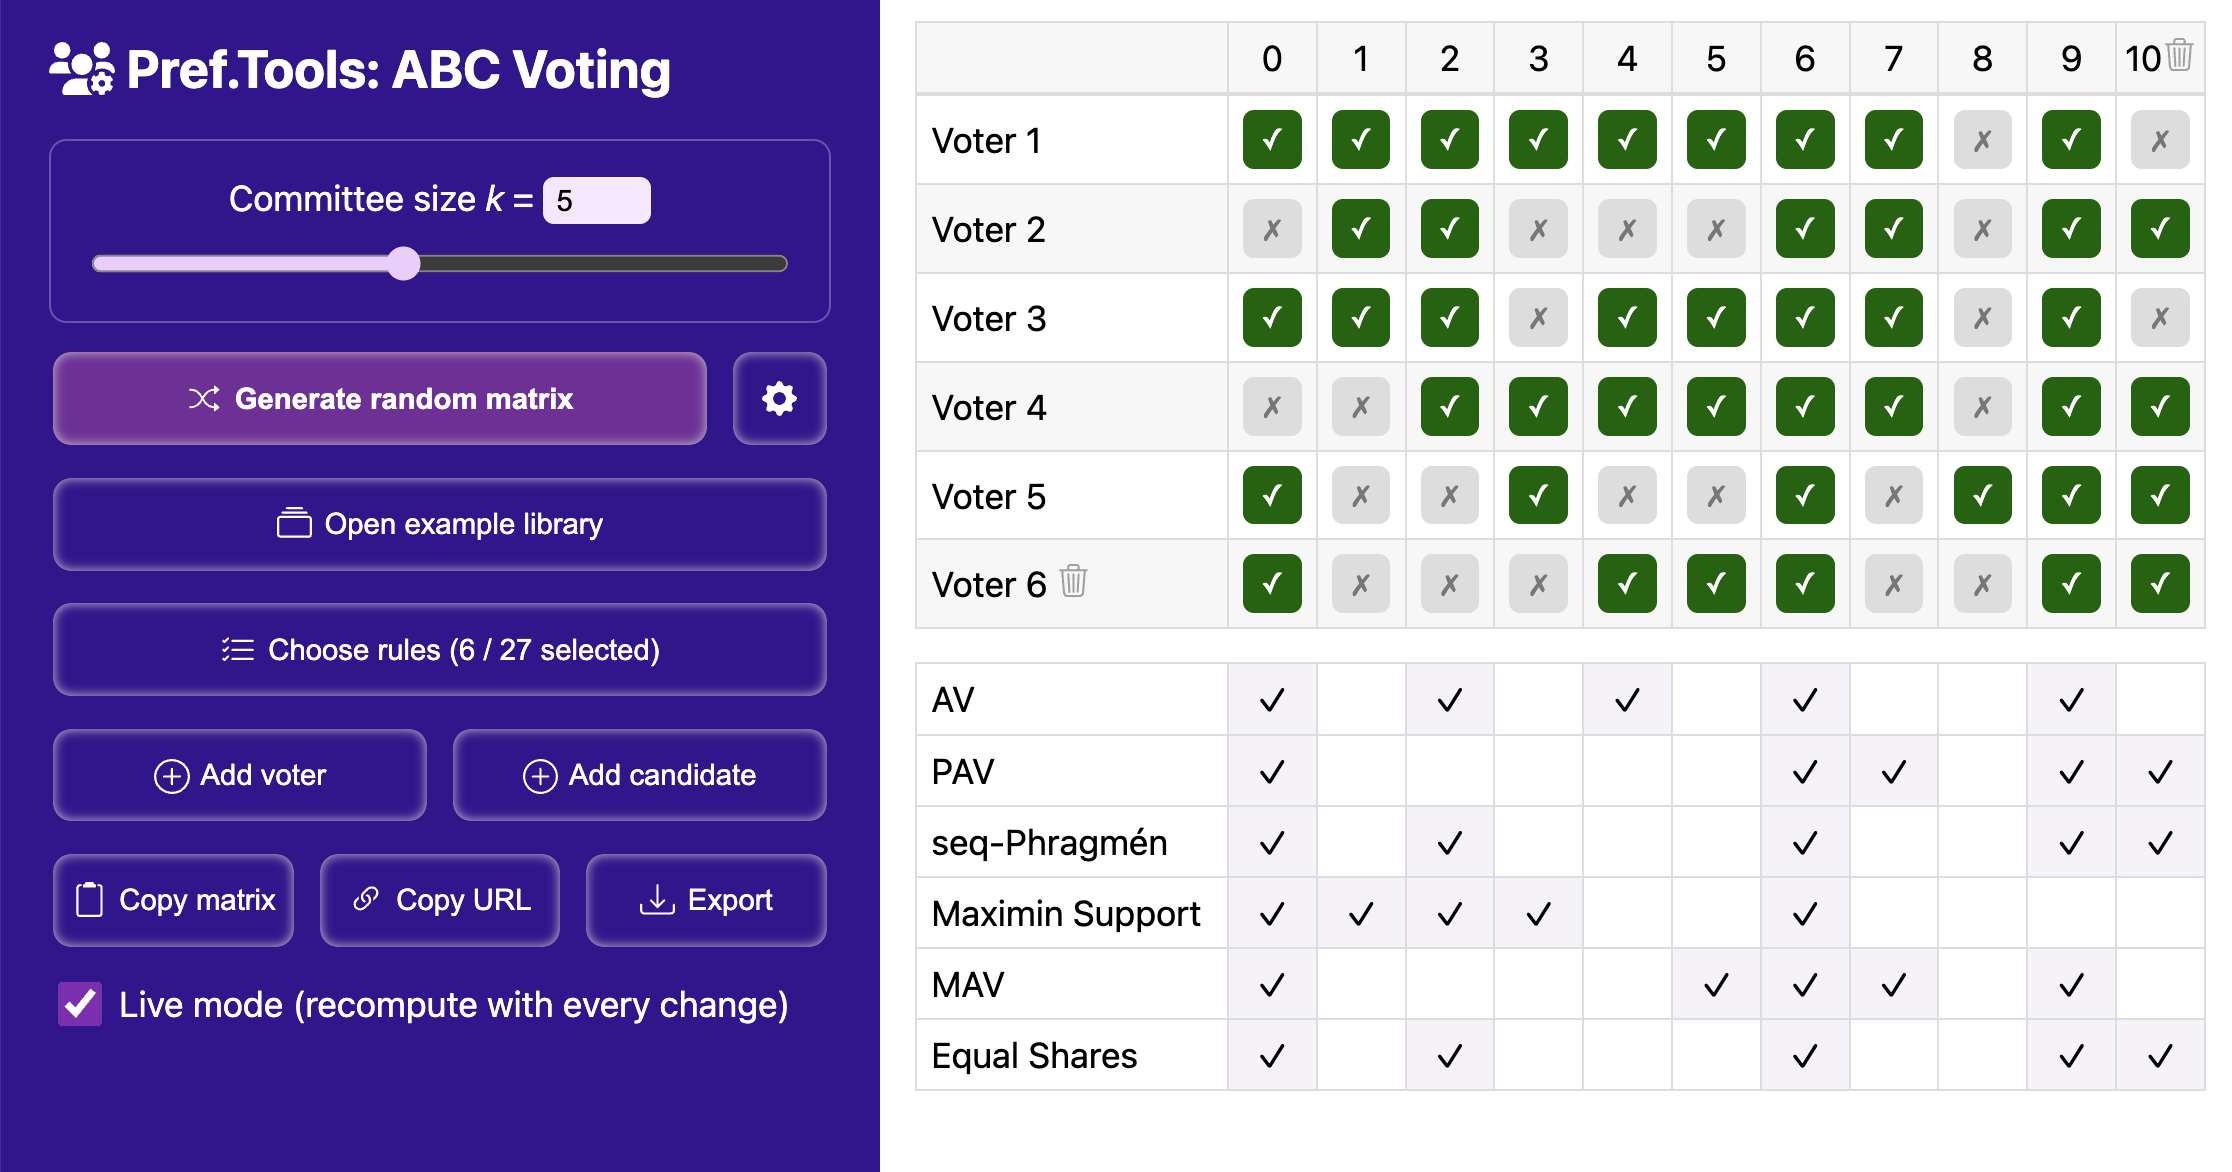 Pref.Tools: ABC Voting
Committee size k = 5
Generate random matrix
Open example library
Choose rules (6 / 27 selected)
Add voter
Add candidate
Copy matrix
Copy URL
Export
Live mode (recompute with every change)
0 1 2 3 4 5 6 7 8 9 10
Voter 1 ✓ ✓ ✓ ✓ ✓ ✓ ✓ ✓ ✗ ✓ ✗
Voter 2 ✗ ✓ ✓ ✗ ✗ ✗ ✓ ✓ ✗ ✓ ✓
Voter 3 ✓ ✓ ✓ ✗ ✓ ✓ ✓ ✓ ✗ ✓ ✗
Voter 4 ✗ ✗ ✓ ✓ ✓ ✓ ✓ ✓ ✗ ✓ ✓
Voter 5 ✓ ✗ ✗ ✓ ✗ ✗ ✓ ✗ ✓ ✓ ✓
Voter 6 ✓ ✗ ✗ ✗ ✓ ✓ ✓ ✗ ✗ ✓ ✓
AV ✓ ✓ ✓ ✓ ✓
PAV ✓ ✓ ✓ ✓ ✓
seq-Phragmén ✓ ✓ ✓ ✓ ✓
Maximin Support ✓ ✓ ✓ ✓ ✓
MAV ✓ ✓ ✓ ✓ ✓
Equal Shares ✓ ✓ ✓ ✓ ✓